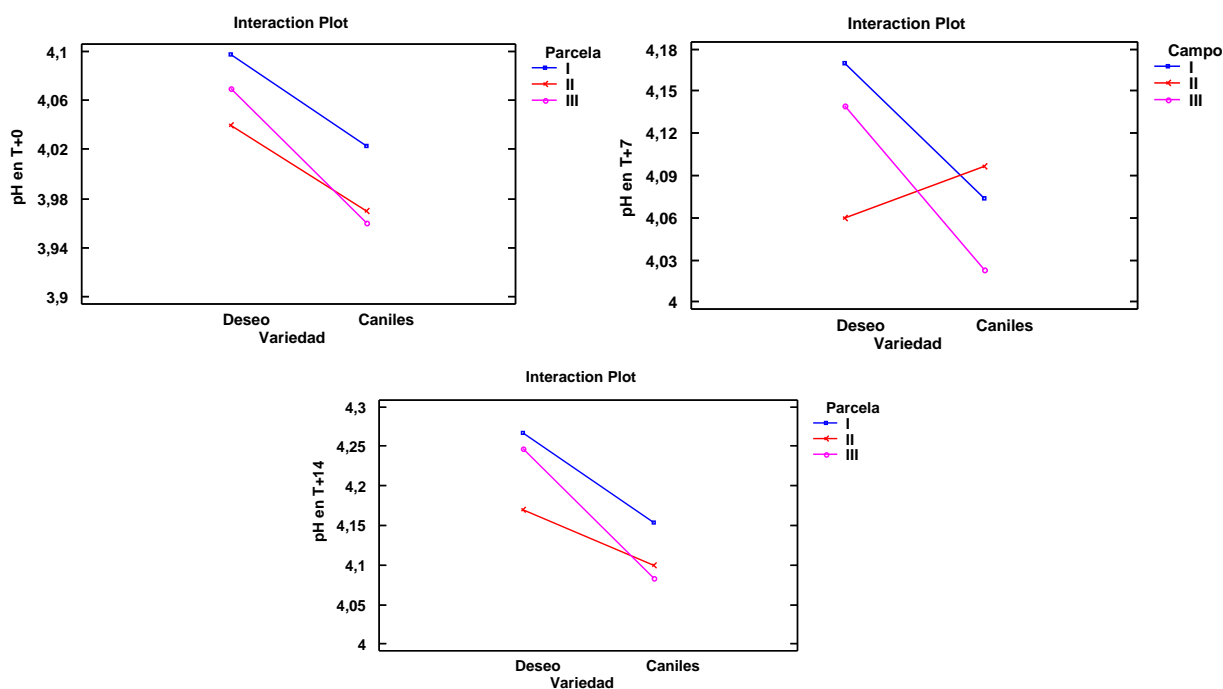 Interaction Plot
Parcela
I
II
III
pH en T+0
4,1
4,06
4,02
3,98
3,94
3,9
Deseo Caniles
Variedad
Interaction Plot
Campo
I
II
III
pH en T+7
4,18
4,15
4,12
4,09
4,06
4,03
4
Deseo Caniles
Variedad
Interaction Plot
Parcela
I
II
III
pH en T+14
4,3
4,25
4,2
4,15
4,1
4,05
4
Deseo Caniles
Variedad